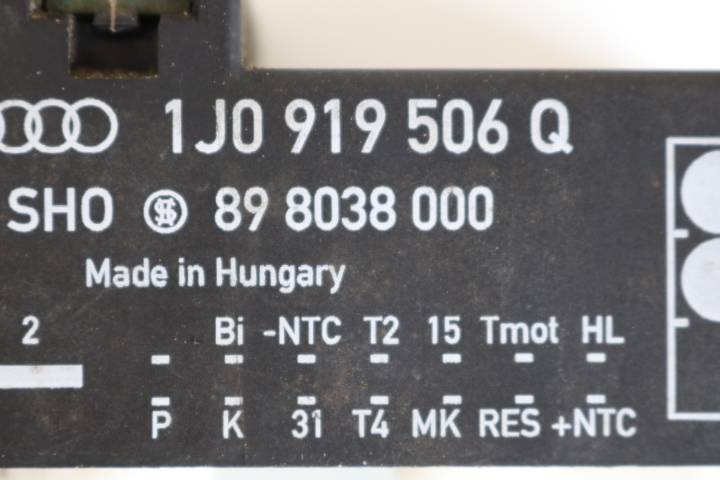 1J0 919 506 Q
SHO 89 8038 000
Made in Hungary
2 Bi -NTC T2 15 Tmot HL
P K 31 T4 MK RES +NTC